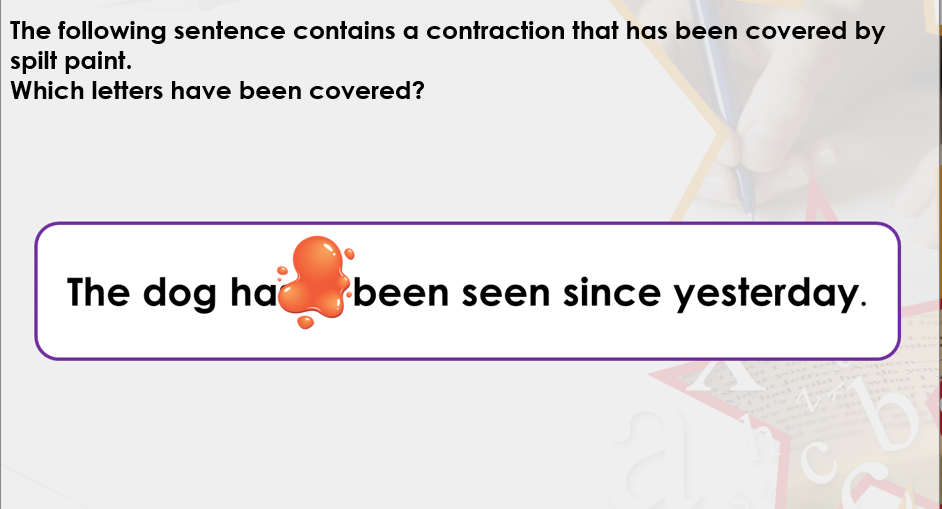 The following sentence contains a contraction that has been covered by
spilt paint.
Which letters have been covered?
The dog ha been seen since yesterday.